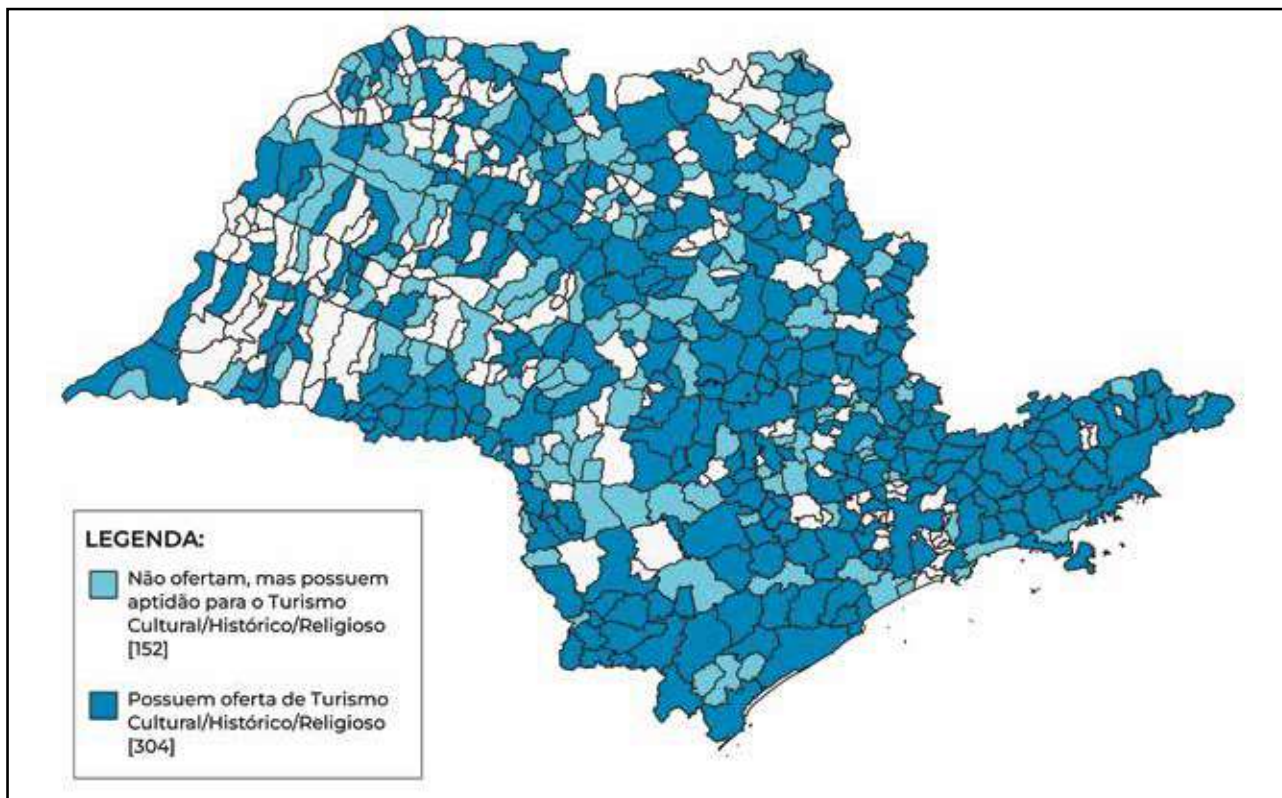 LEGENDA:
Não ofertam, mas possuem
aptidão para o Turismo
Cultural/Histórico/Religioso
[152]
Possuem oferta de Turismo
Cultural/Histórico/Religioso
[304]